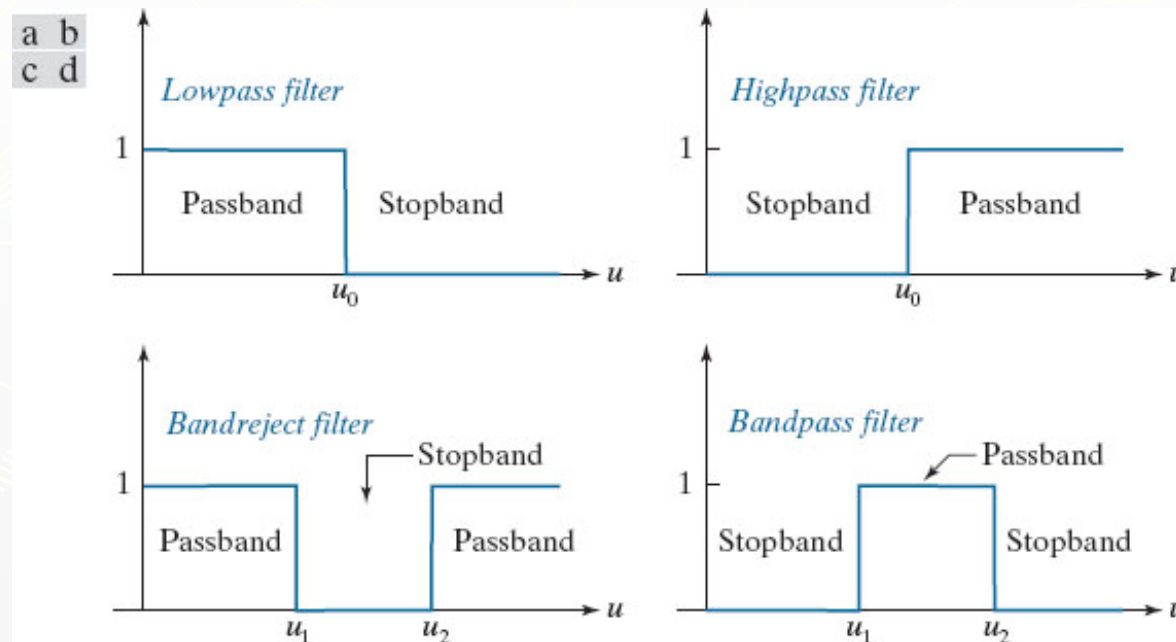 a b
c d
Lowpass filter
1
Passband
Stopband
u
u0
Highpass filter
1
Stopband
Passband
u0
Bandreject filter
Stopband
1
Passband
Passband
u
u1
u2
Bandpass filter
Passband
1
Stopband
Stopband
u1
u2